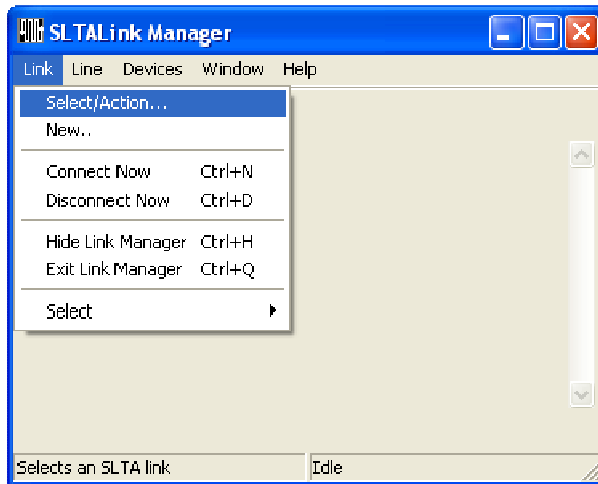 SLTALink Manager
Link Line Devices Window Help
Select/Action...
New..
Connect Now Ctrl+N
Disconnect Now Ctrl+D
Hide Link Manager Ctrl+H
Exit Link Manager Ctrl+Q
Select
Selects an SLTA link Idle